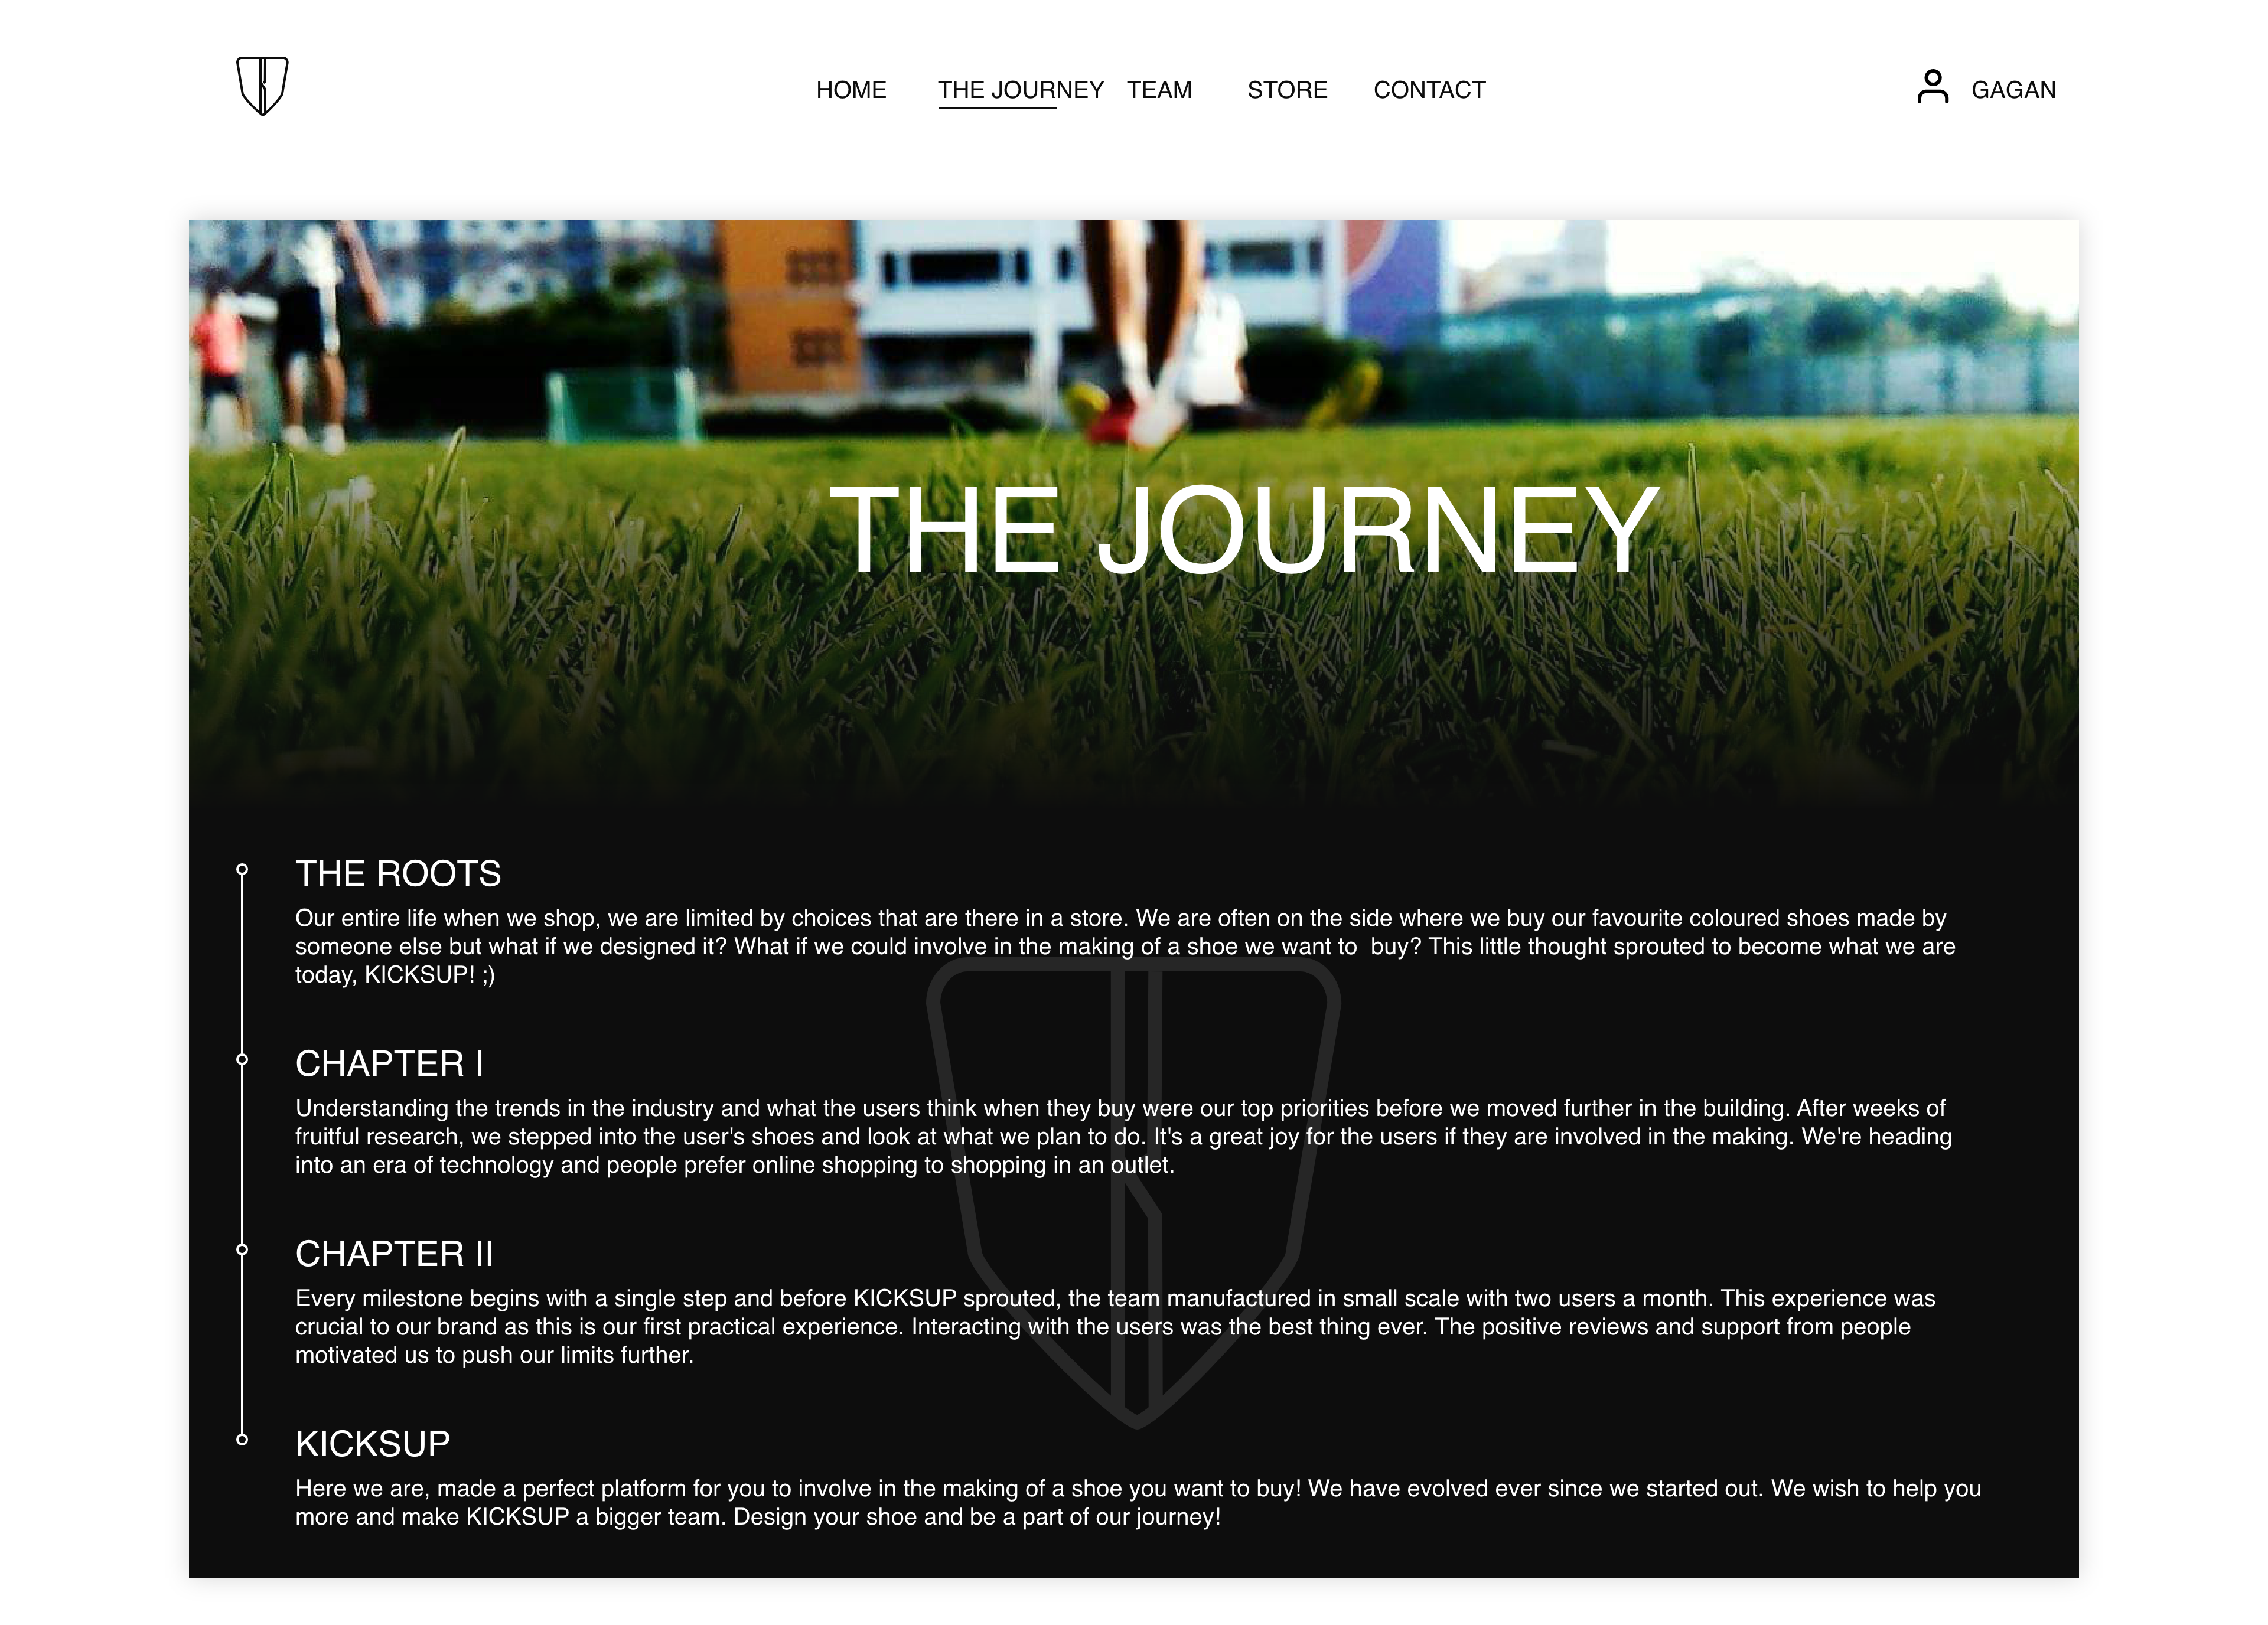 HOME THE JOURNEY TEAM STORE CONTACT GAGAN
THE JOURNEY
THE ROOTS
Our entire life when we shop, we are limited by choices that are there in a store. We are often on the side where we buy our favourite coloured shoes made by
someone else but what if we designed it? What if we could involve in the making of a shoe we want to  buy? This little thought sprouted to become what we are
today, KICKSUP! ;)
CHAPTER I
Understanding the trends in the industry and what the users think when they buy were our top priorities before we moved further in the building. After weeks of
fruitful research, we stepped into the user's shoes and look at what we plan to do. It's a great joy for the users if they are involved in the making. We're heading
into an era of technology and people prefer online shopping to shopping in an outlet.
CHAPTER II
Every milestone begins with a single step and before KICKSUP sprouted, the team manufactured in small scale with two users a month. This experience was
crucial to our brand as this is our first practical experience. Interacting with the users was the best thing ever. The positive reviews and support from people
motivated us to push our limits further.
KICKSUP
Here we are, made a perfect platform for you to involve in the making of a shoe you want to buy! We have evolved ever since we started out. We wish to help you
more and make KICKSUP a bigger team. Design your shoe and be a part of our journey!